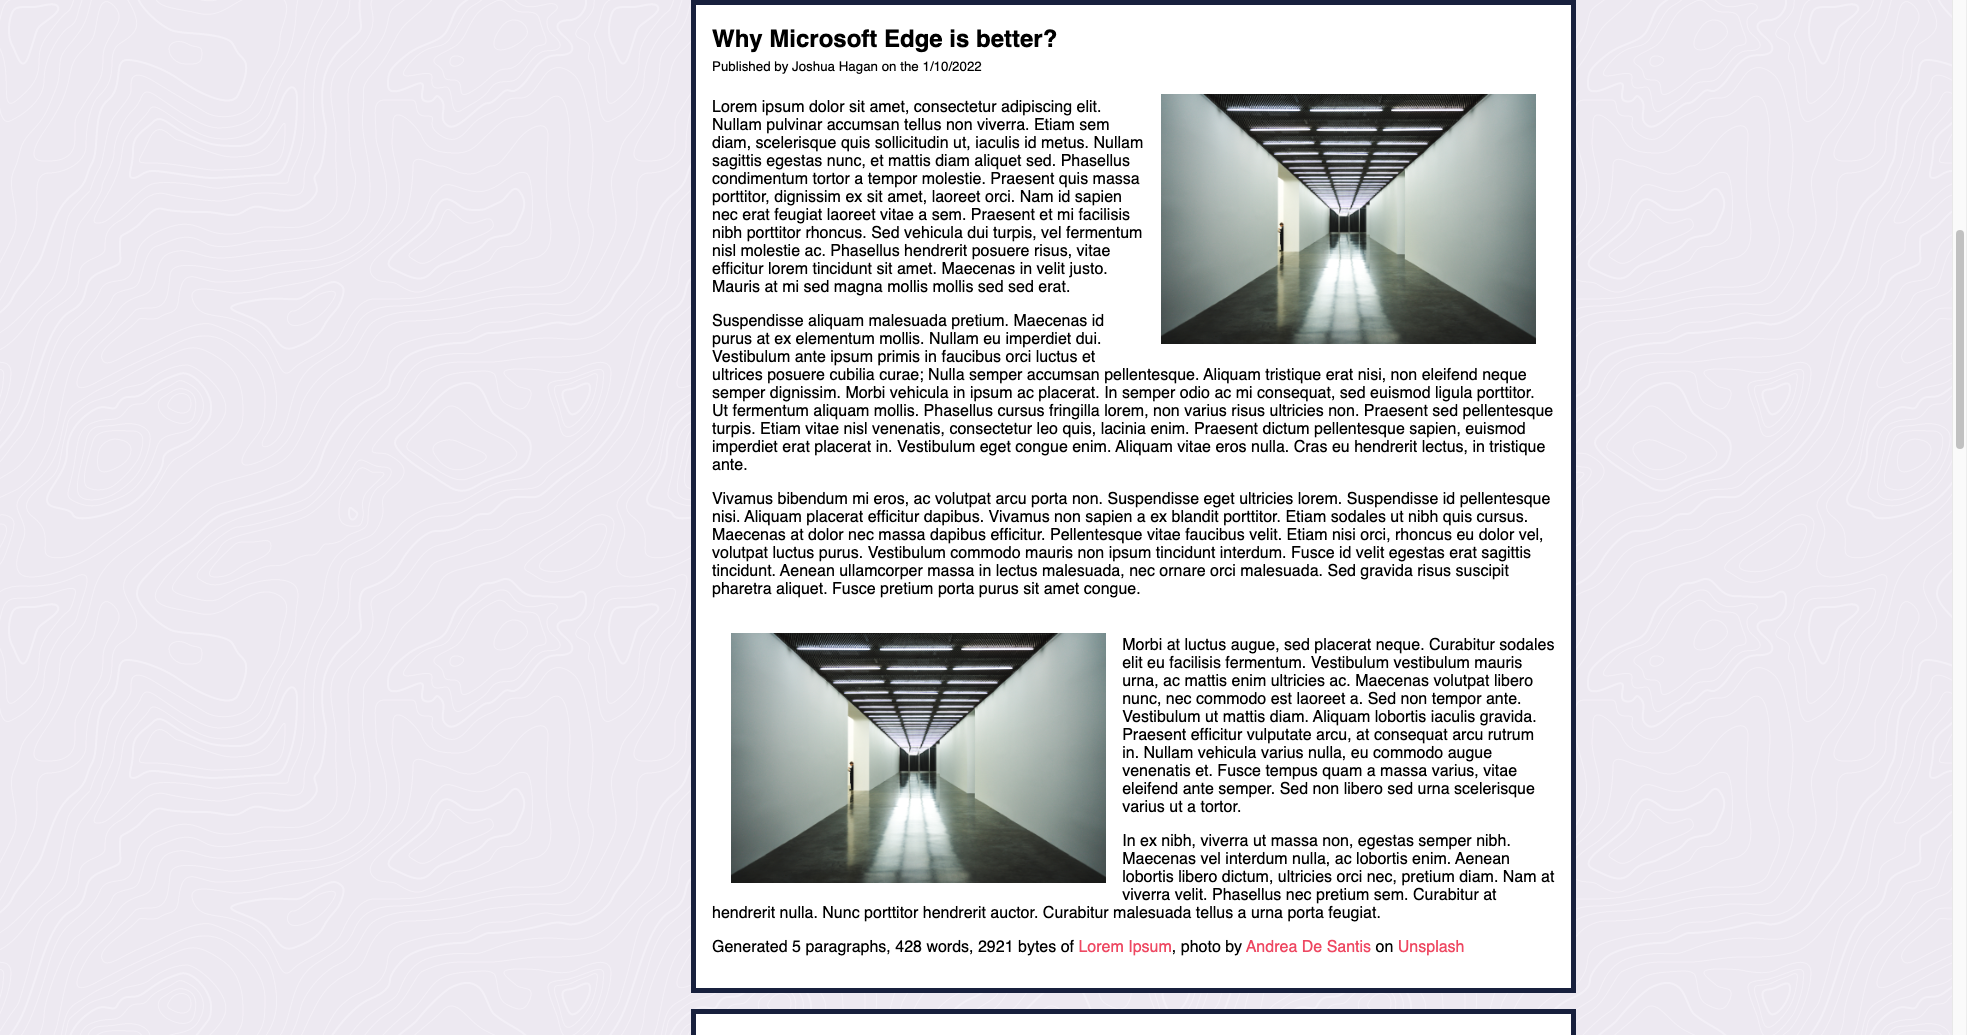 Why Microsoft Edge is better?
Published by Joshua Hagan on the 1/10/2022
Lorem ipsum dolor sit amet, consectetur adipiscing elit.
Nullam pulvinar accumsan tellus non viverra. Etiam sem
diam, scelerisque quis sollicitudin ut, iaculis id metus. Nullam
sagittis egestas nunc, et mattis diam aliquet sed. Phasellus
condimentum tortor a tempor molestie. Praesent quis massa
porttitor, dignissim ex sit amet, laoreet orci. Nam id sapien
nec erat feugiat laoreet vitae a sem. Praesent et mi facilisis
nibh porttitor rhoncus. Sed vehicula dui turpis, vel fermentum
nisl molestie ac. Phasellus hendrerit posuere risus, vitae
efficitur lorem tincidunt sit amet. Maecenas in velit justo.
Mauris at mi sed magna mollis mollis sed sed erat.
Suspendisse aliquam malesuada pretium. Maecenas id
purus at ex elementum mollis. Nullam eu imperdiet dui.
Vestibulum ante ipsum primis in faucibus orci luctus et
ultrices posuere cubilia curae; Nulla semper accumsan pellentesque. Aliquam tristique erat nisi, non eleifend neque
semper dignissim. Morbi vehicula in ipsum ac placerat. In semper odio ac mi consequat, sed euismod ligula porttitor.
Ut fermentum aliquam mollis. Phasellus cursus fringilla lorem, non varius risus ultricies non. Praesent sed pellentesque
turpis. Etiam vitae nisl venenatis, consectetur leo quis, lacinia enim. Praesent dictum pellentesque sapien, euismod
imperdiet erat placerat in. Vestibulum eget congue enim. Aliquam vitae eros nulla. Cras eu hendrerit lectus, in tristique
ante.
Vivamus bibendum mi eros, ac volutpat arcu porta non. Suspendisse eget ultricies lorem. Suspendisse id pellentesque
nisi. Aliquam placerat efficitur dapibus. Vivamus non sapien a ex blandit porttitor. Etiam sodales ut nibh quis cursus.
Maecenas at dolor nec massa dapibus efficitur. Pellentesque vitae faucibus velit. Etiam nisi orci, rhoncus eu dolor vel,
volutpat luctus purus. Vestibulum commodo mauris non ipsum tincidunt interdum. Fusce id velit egestas erat sagittis
tincidunt. Aenean ullamcorper massa in lectus malesuada, nec ornare orci malesuada. Sed gravida risus suscipit
pharetra aliquet. Fusce pretium porta purus sit amet congue.
Morbi at luctus augue, sed placerat neque. Curabitur sodales
elit eu facilisis fermentum. Vestibulum vestibulum mauris
urna, ac mattis enim ultricies ac. Maecenas volutpat libero
nunc, nec commodo est laoreet a. Sed non tempor ante.
Vestibulum ut mattis diam. Aliquam lobortis iaculis gravida.
Praesent efficitur vulputate arcu, at consequat arcu rutrum
in. Nullam vehicula varius nulla, eu commodo augue
venenatis et. Fusce tempus quam a massa varius, vitae
eleifend ante semper. Sed non libero sed urna scelerisque
varius ut a tortor.
In ex nibh, viverra ut massa non, egestas semper nibh.
Maecenas vel interdum nulla, ac lobortis enim. Aenean
lobortis libero dictum, ultricies orci nec, pretium diam. Nam at
viverra velit. Phasellus nec pretium sem. Curabitur at
hendrerit nulla. Nunc porttitor hendrerit auctor. Curabitur malesuada tellus a urna porta feugiat.
Generated 5 paragraphs, 428 words, 2921 bytes of Lorem Ipsum, photo by Andrea De Santis on Unsplash